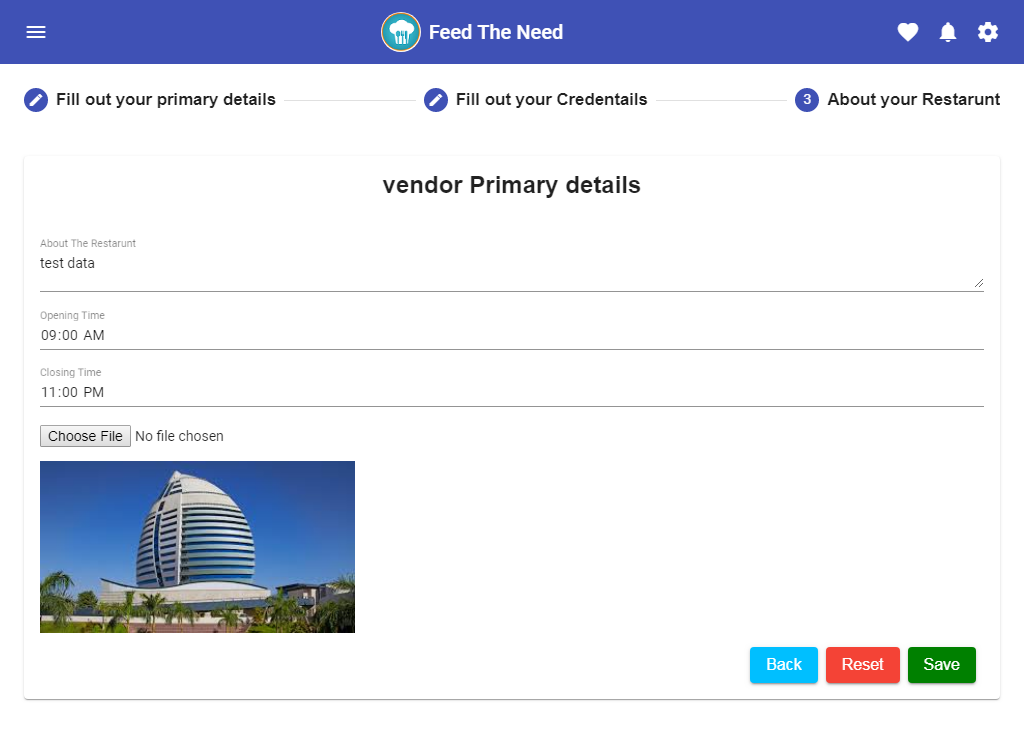 Feed The Need
Fill out your primary details
Fill out your Credentails
3 About your Restarunt
vendor Primary details
About The Restarunt
test data
Opening Time
09:00 AM
Closing Time
11:00 PM
Choose File No file chosen
Back Reset Save